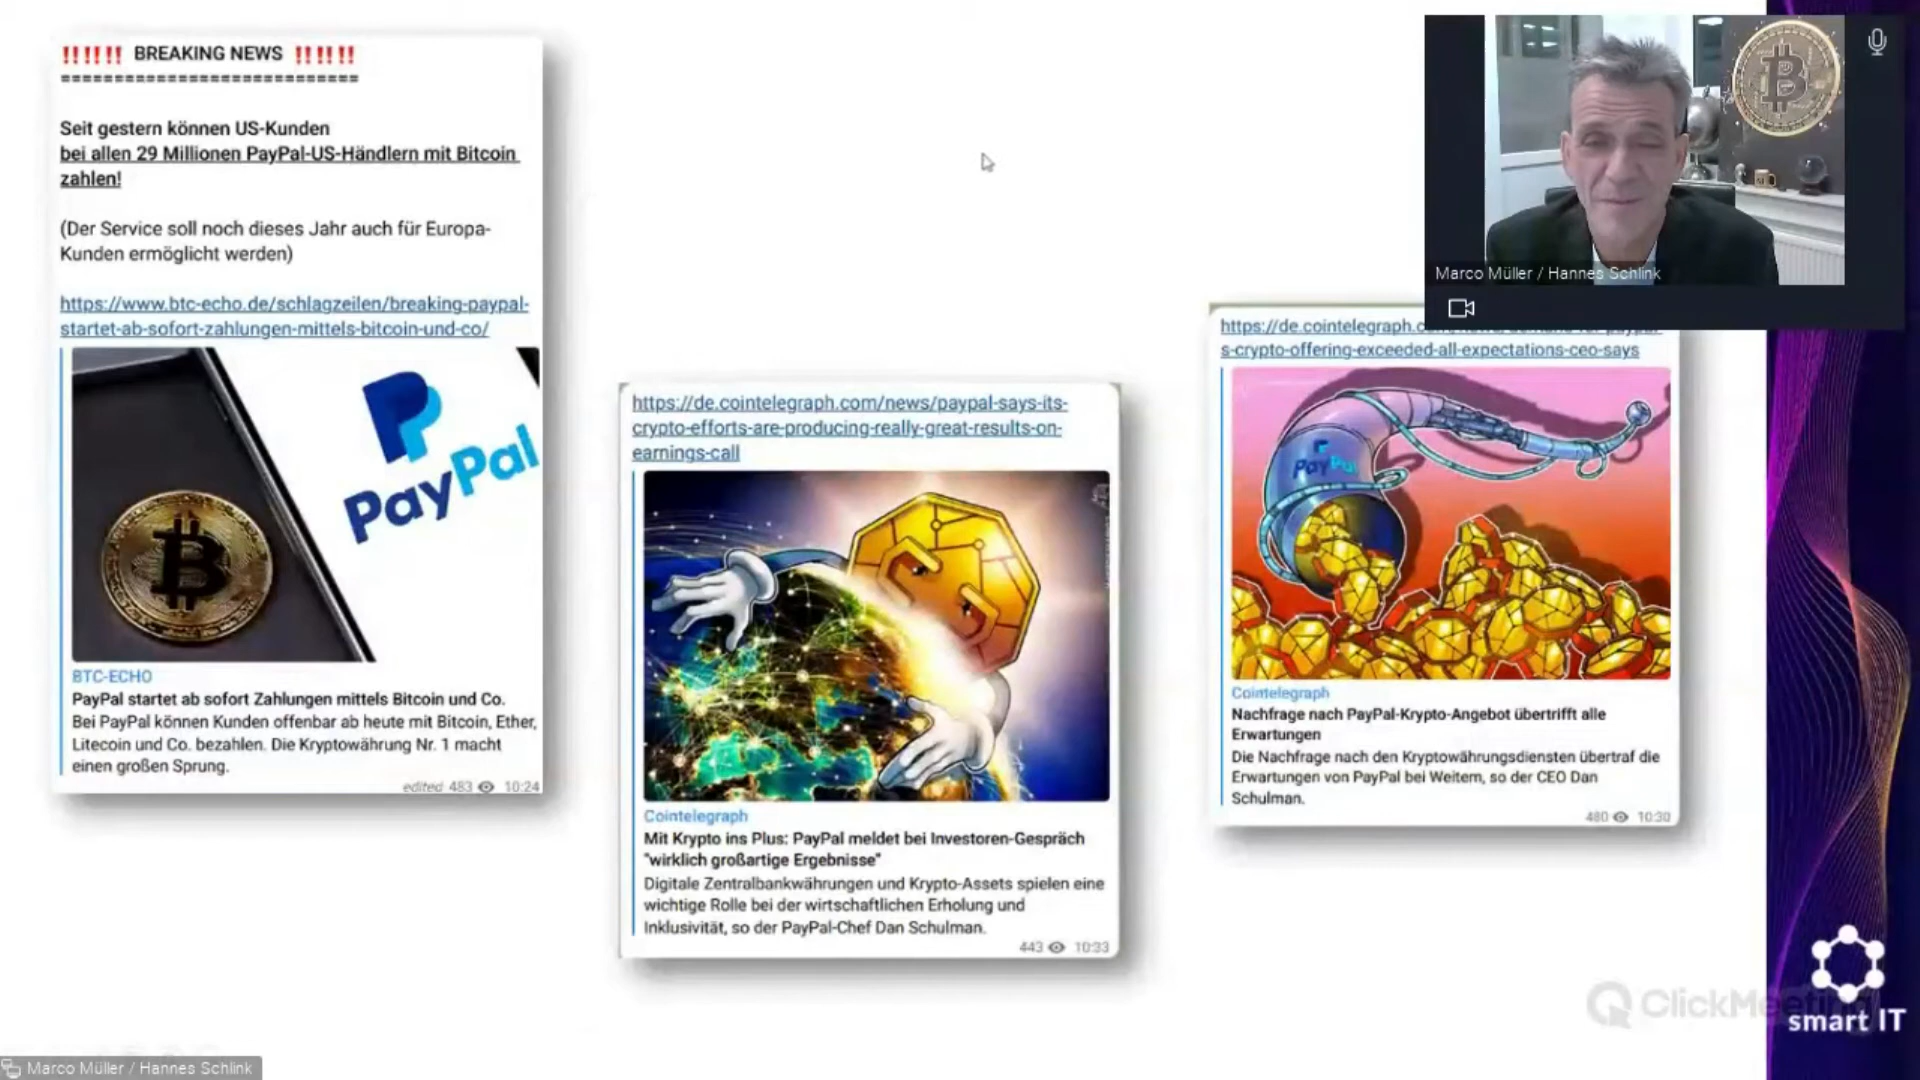 !!!!!! BREAKING NEWS !!!!!!
============================
Seit gestern können US-Kunden
bei allen 29 Millionen PayPal-US-Händlern mit Bitcoin
zahlen!
(Der Service soll noch dieses Jahr auch für Europa-
Kunden ermöglicht werden)
https://www.btc-echo.de/schlagzeilen/breaking-paypal-
startet-ab-sofort-zahlungen-mittels-bitcoin-und-co/
PayPal
BTC-ECHO
PayPal startet ab sofort Zahlungen mittels Bitcoin und Co.
Bei PayPal können Kunden offenbar ab heute mit Bitcoin, Ether,
Litecoin und Co. bezahlen. Die Kryptowährung Nr. 1 macht
einen großen Sprung.
edited 483 10:24
https://de.cointelegraph.com/news/paypal-says-its-
crypto-efforts-are-producing-really-great-results-on-
earnings-call
Cointelegraph
Mit Krypto ins Plus: PayPal meldet bei Investoren-Gespräch
"wirklich großartige Ergebnisse"
Digitale Zentralbankwährungen und Krypto-Assets spielen eine
wichtige Rolle bei der wirtschaftlichen Erholung und
Inklusivität, so der PayPal-Chef Dan Schulman.
443 10:33
https://de.cointelegraph.c
s-crypto-offering-exceeded-all-expectations-ceo-says
PayPal
Cointelegraph
Nachfrage nach PayPal-Krypto-Angebot übertrifft alle
Erwartungen
Die Nachfrage nach den Kryptowährungsdiensten übertraf die
Erwartungen von PayPal bei Weitem, so der CEO Dan
Schulman.
480 10:30
Marco Müller / Hannes Schlink
ClickMeeting
smart IT
Marco Müller / Hannes Schlink